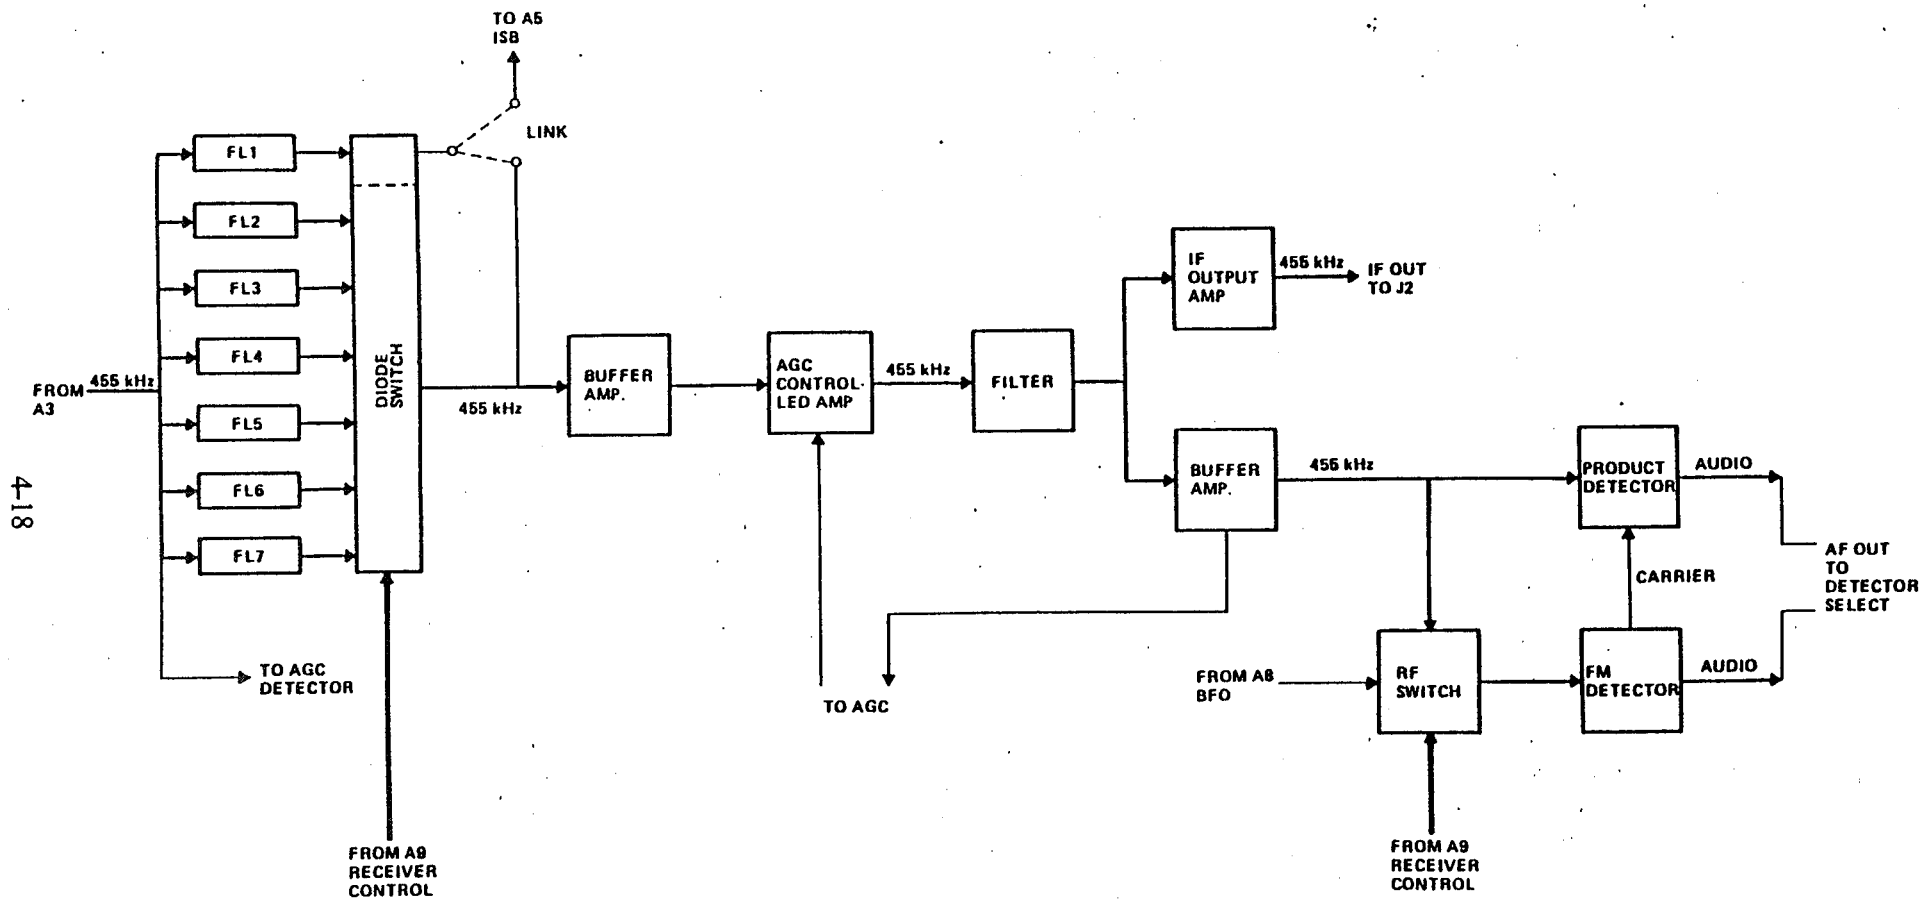 TO A5
ISB
LINK
FL1
FL2
FL3
FL4
FL5
FL6
FL7
FROM
A3
455 kHz
DIODE
SWITCH
455 kHz
BUFFER
AMP.
AGC
CONTROL-
LED AMP
455 kHz
FILTER
IF
OUTPUT
AMP
455 kHz
IF OUT
TO J2
BUFFER
AMP.
455 kHz
PRODUCT
DETECTOR
AUDIO
AF OUT
TO
DETECTOR
SELECT
CARRIER
FROM A8
BFO
RF
SWITCH
FM
DETECTOR
AUDIO
TO AGC
DETECTOR
TO AGC
FROM A9
RECEIVER
CONTROL
FROM A9
RECEIVER
CONTROL
4-18